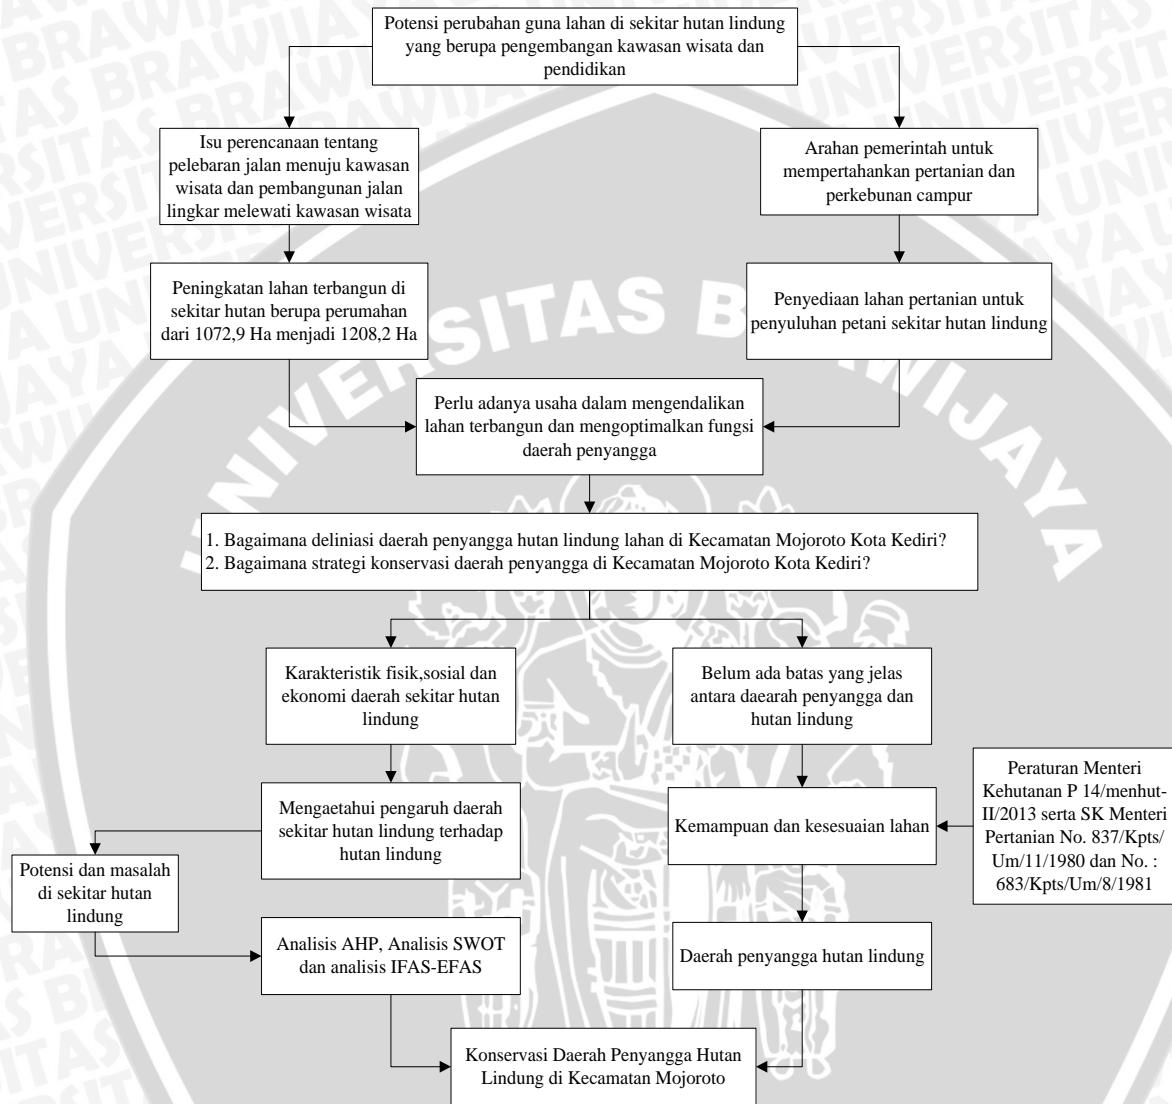 Potensi perubahan guna lahan di sekitar hutan lindung
yang berupa pengembangan kawasan wisata dan
pendidikan
Isu perencanaan tentang
pelebaran jalan menuju kawasan
wisata dan pembangunan jalan
lingkar melewati kawasan wisata
Arahan pemerintah untuk
mempertahankan pertanian dan
perkebunan campur
Peningkatan lahan terbangun di
sekitar hutan berupa perumahan
dari 1072,9 Ha menjadi 1208,2 Ha
Penyediaan lahan pertanian untuk
penyuluhan petani sekitar hutan lindung
Perlu adanya usaha dalam mengendalikan
lahan terbangun dan mengoptimalkan fungsi
daerah penyangga
1. Bagaimana deliniasi daerah penyangga hutan lindung lahan di Kecamatan Mojoroto Kota Kediri?
2. Bagaimana strategi konservasi daerah penyangga di Kecamatan Mojoroto Kota Kediri?
Karakteristik fisik,sosial dan
ekonomi daerah sekitar hutan
lindung
Belum ada batas yang jelas
antara daearah penyangga dan
hutan lindung
Mengaetahui pengaruh daerah
sekitar hutan lindung terhadap
hutan lindung
Kemampuan dan kesesuaian lahan
Peraturan Menteri
Kehutanan P 14/menhut-
II/2013 serta SK Menteri
Pertanian No. 837/Kpts/
Um/11/1980 dan No. :
683/Kpts/Um/8/1981
Potensi dan masalah
di sekitar hutan
lindung
Analisis AHP, Analisis SWOT
dan analisis IFAS-EFAS
Daerah penyangga hutan lindung
Konservasi Daerah Penyangga Hutan
Lindung di Kecamatan Mojoroto
UNIVERSITAS BRAWIJAYA